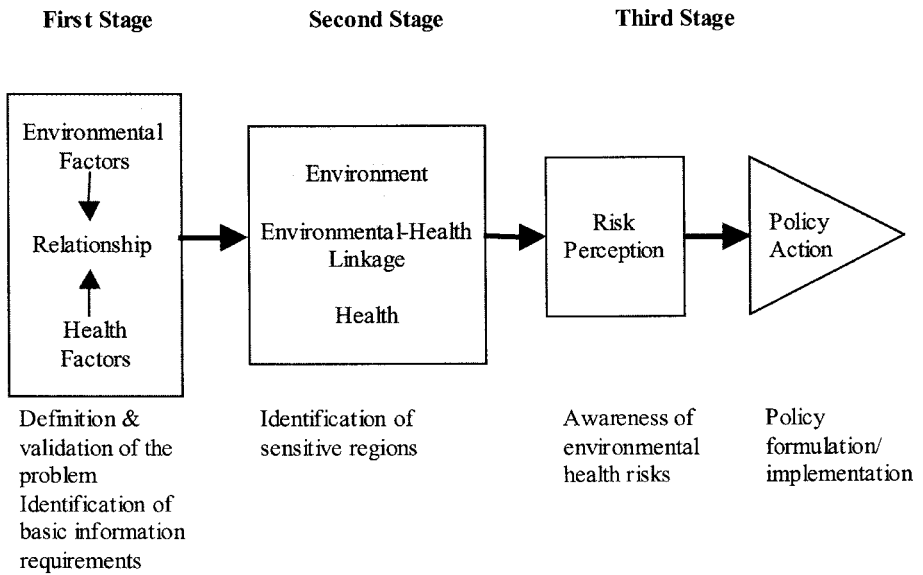 First Stage
Second Stage
Third Stage
Environmental
Factors
Relationship
Health
Factors
Environment
Environmental-Health
Linkage
Health
Risk
Perception
Policy
Action
Definition &
validation of the
problem
Identification of
basic information
requirements
Identification of
sensitive regions
Awareness of
environmental
health risks
Policy
formulation/
implementation